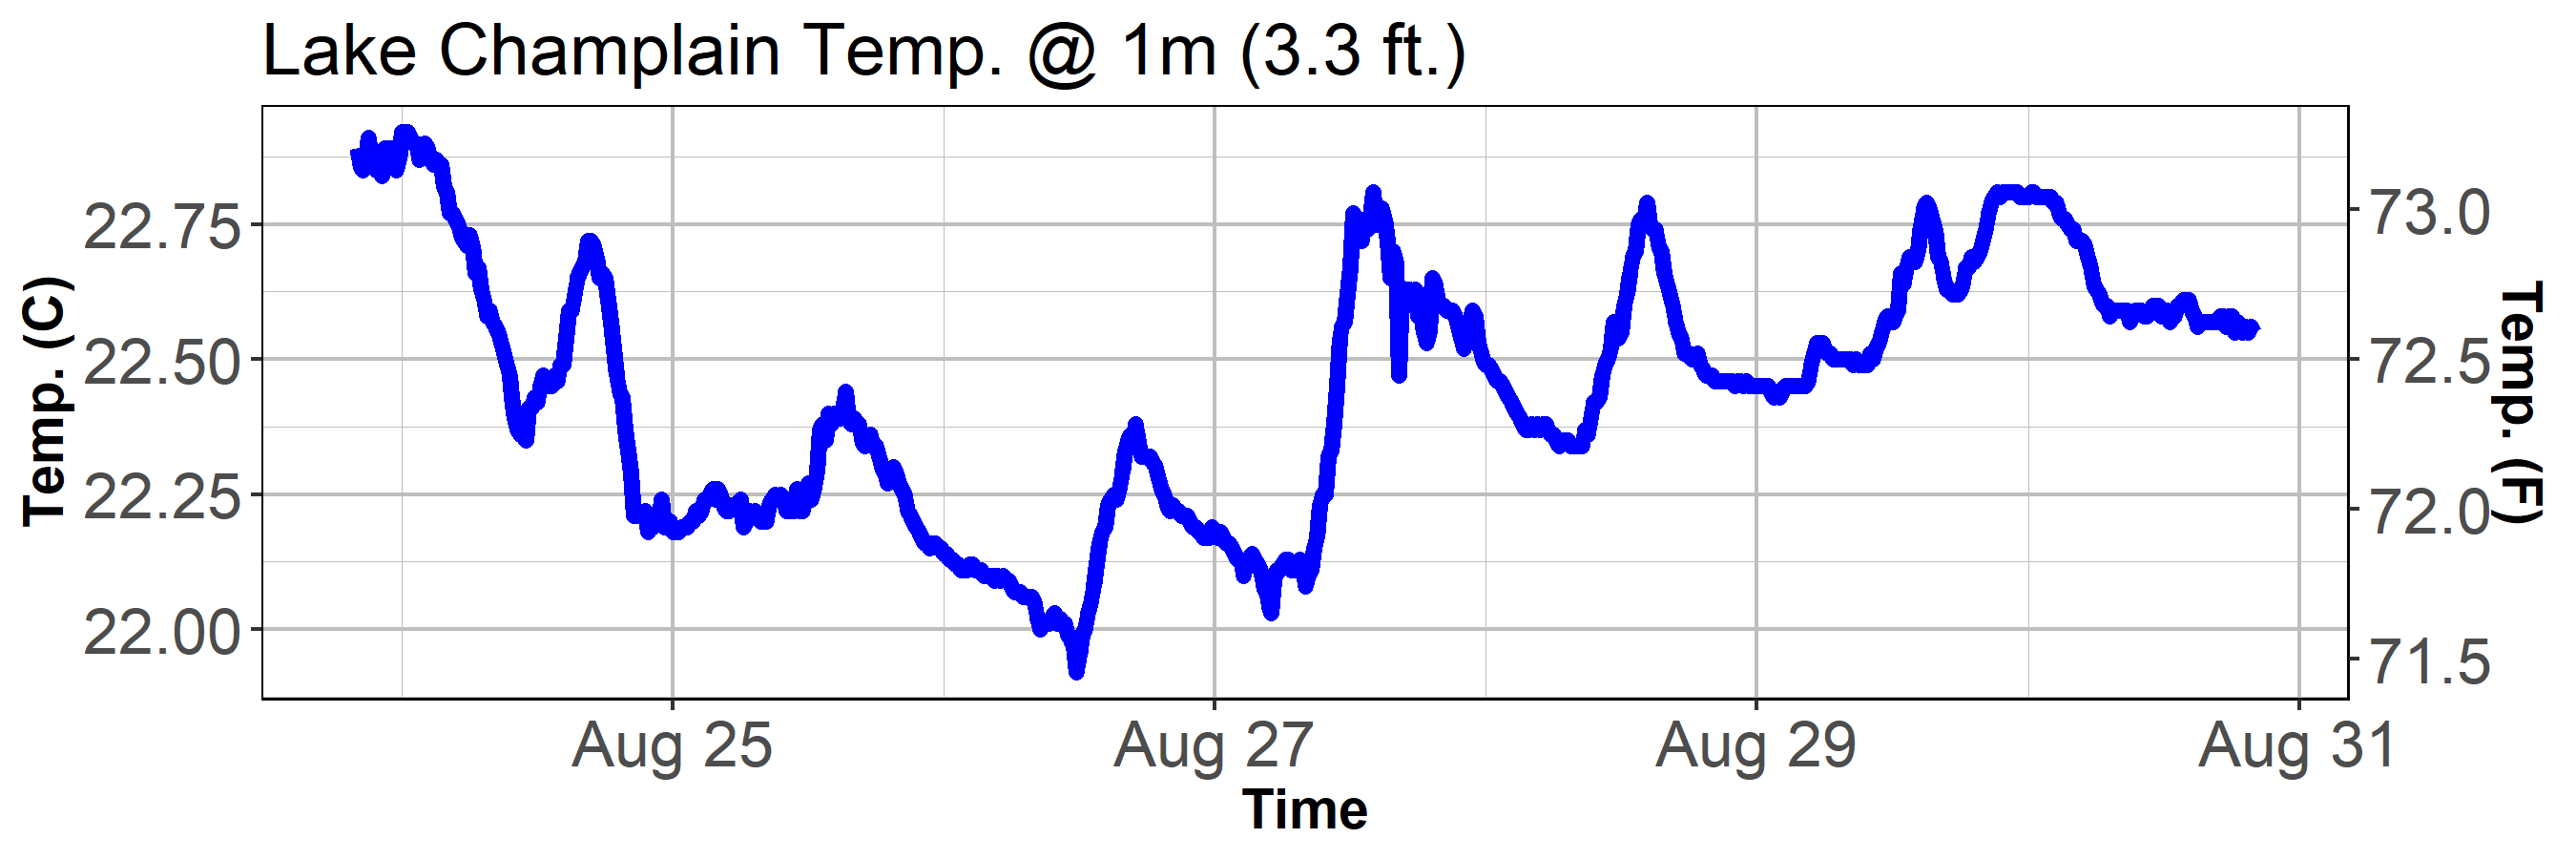 Lake Champlain Temp. @ 1m (3.3 ft.)
Temp. (C)
22.75
22.50
22.25
22.00
73.0
72.5
72.0
71.5
Temp. (F)
Aug 25
Aug 27
Aug 29
Aug 31
Time